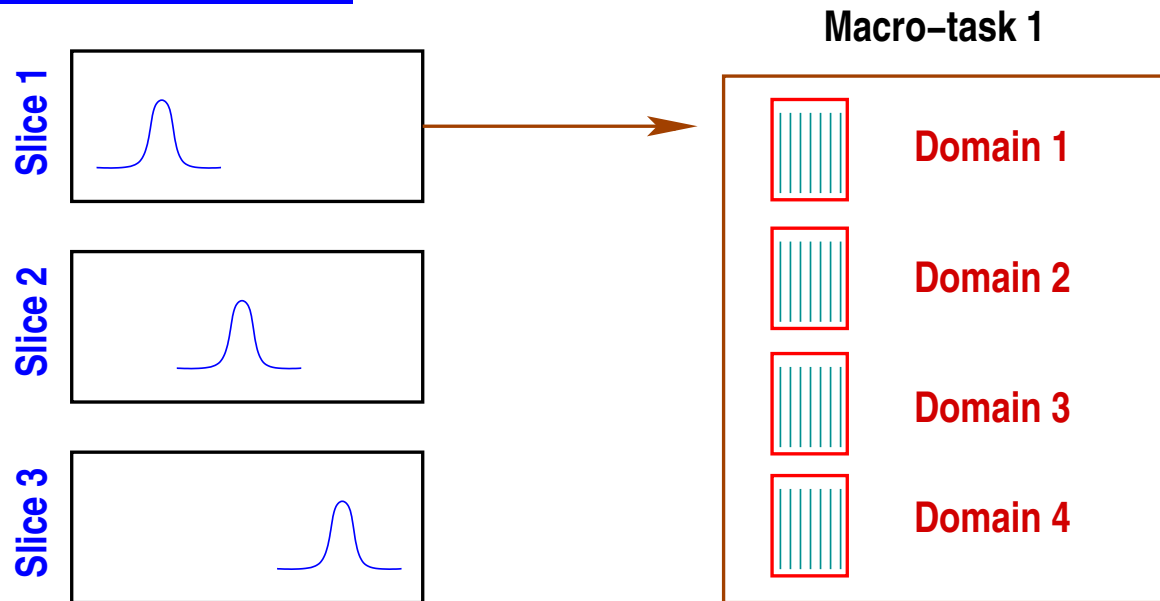 Macro−task 1
Slice 1
Domain 1
Slice 2
Domain 2
Domain 3
Slice 3
Domain 4